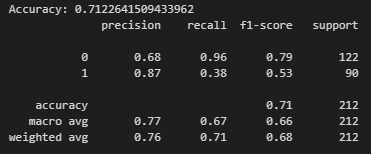 Accuracy: 0.7122641509433962
precision recall f1-score support
0 0.68 0.96 0.79 122
1 0.87 0.38 0.53 90
accuracy 0.71 212
macro avg 0.77 0.67 0.66 212
weighted avg 0.76 0.71 0.68 212